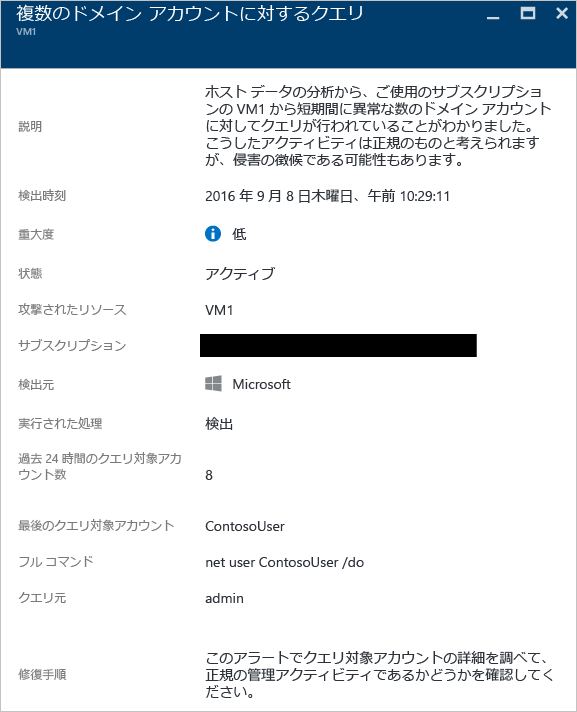 複数のドメイン アカウントに対するクエリ
VM1
説明
ホスト データの分析から、ご使用のサブスクリプション
の VM1 から短期間に異常な数のドメイン アカウント
に対してクエリが行われていることがわかりました。
こうしたアクティビティは正規のものと考えられます
が、侵害の徴候である可能性もあります。
検出時刻
2016 年 9 月 8 日木曜日、午前 10:29:11
重大度
低
状態
アクティブ
攻撃されたリソース
VM1
サブスクリプション
検出元
Microsoft
実行された処理
検出
過去 24 時間のクエリ対象アカ
ウント数
8
最後のクエリ対象アカウント
ContosoUser
フル コマンド
net user ContosoUser /do
クエリ元
admin
修復手順
このアラートでクエリ対象アカウントの詳細を調べて、
正規の管理アクティビティであるかどうかを確認してく
ださい。